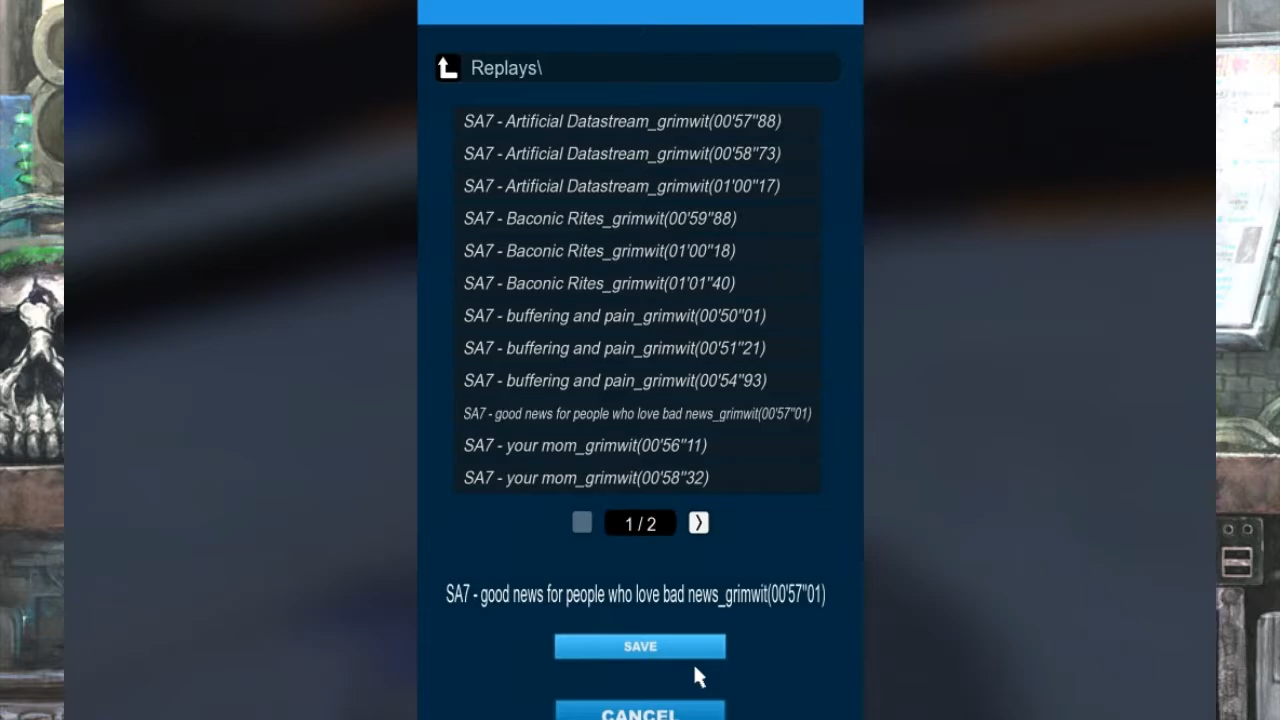 Replays\
SA7 - Artificial Datastream_grimwit(00'57"88)
SA7 - Artificial Datastream_grimwit(00'58"73)
SA7 - Artificial Datastream_grimwit(01'00"17)
SA7 - Baconic Rites_grimwit(00'59"88)
SA7 - Baconic Rites_grimwit(01'00"18)
SA7 - Baconic Rites_grimwit(01'01"40)
SA7 - buffering and pain_grimwit(00'50"01)
SA7 - buffering and pain_grimwit(00'51"21)
SA7 - buffering and pain_grimwit(00'54"93)
SA7 - good news for people who love bad news_grimwit(00'57"01)
SA7 - your mom_grimwit(00'56"11)
SA7 - your mom_grimwit(00'58"32)
1 / 2
SA7 - good news for people who love bad news_grimwit(00'57"01)
SAVE
CANCEL